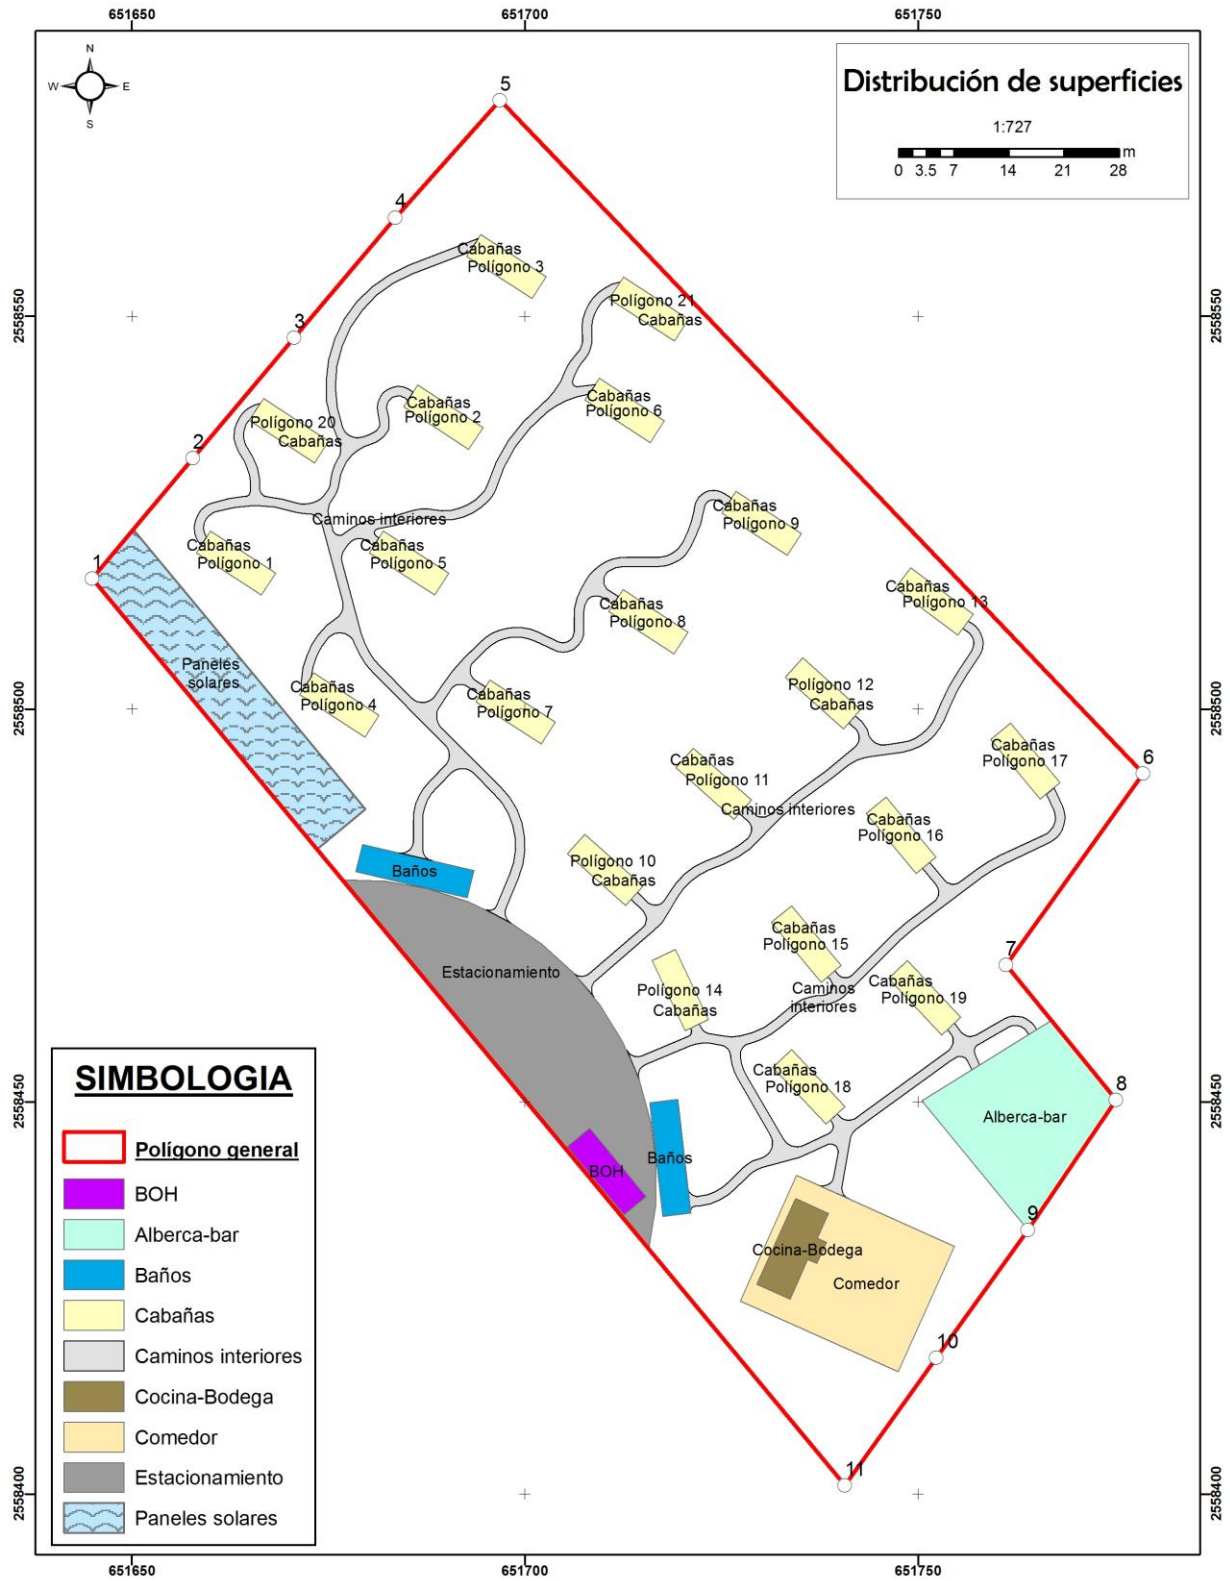 651650
651700
651750
N
W
E
S
Distribución de superficies
1:727
m
0 3.5 7 14 21 28
5
4
3
2
1
6
7
8
9
10
11
2558550
2558550
2558500
2558500
2558450
2558450
2558400
2558400
Cabañas
Polígono 3
Polígono 21
Cabañas
Cabañas
Polígono 2
Cabañas
Polígono 6
Polígono 20
Cabañas
Caminos interiores
Cabañas
Polígono 1
Cabañas
Polígono 5
Cabañas
Polígono 9
Cabañas
Polígono 8
Cabañas
Polígono 13
Paneles
solares
Cabañas
Polígono 4
Cabañas
Polígono 7
Polígono 12
Cabañas
Cabañas
Polígono 11
Caminos interiores
Cabañas
Polígono 17
Cabañas
Polígono 16
Polígono 10
Cabañas
Baños
Cabañas
Polígono 15
Estacionamiento
Polígono 14
Cabañas
Caminos
interiores
Cabañas
Polígono 19
Cabañas
Polígono 18
Alberca-bar
Baños
BOH
Cocina-Bodega
Comedor
SIMBOLOGIA
Polígono general
BOH
Alberca-bar
Baños
Cabañas
Caminos interiores
Cocina-Bodega
Comedor
Estacionamiento
Paneles solares
651650
651700
651750